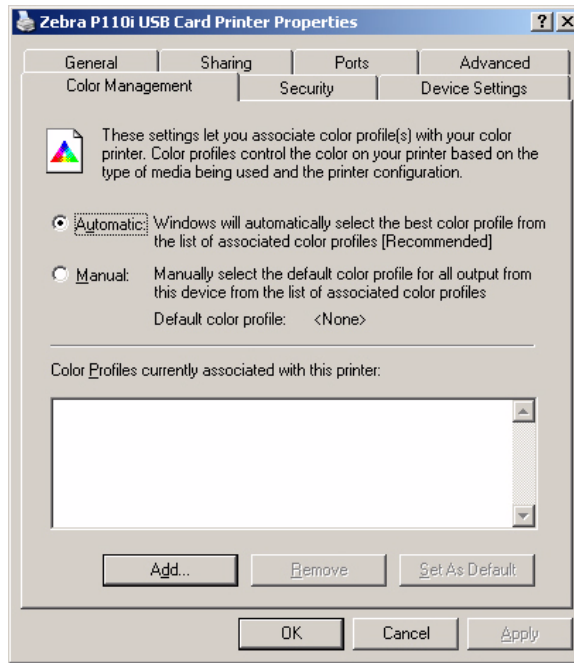 Zebra P110i USB Card Printer Properties
General Sharing Ports Advanced
Color Management Security Device Settings
These settings let you associate color profile(s) with your color
printer. Color profiles control the color on your printer based on the
type of media being used and the printer configuration.
Automatic: Windows will automatically select the best color profile from
the list of associated color profiles [Recommended]
Manual: Manually select the default color profile for all output from
this device from the list of associated color profiles
Default color profile: <None>
Color Profiles currently associated with this printer:
Add... Remove Set As Default
OK Cancel Apply